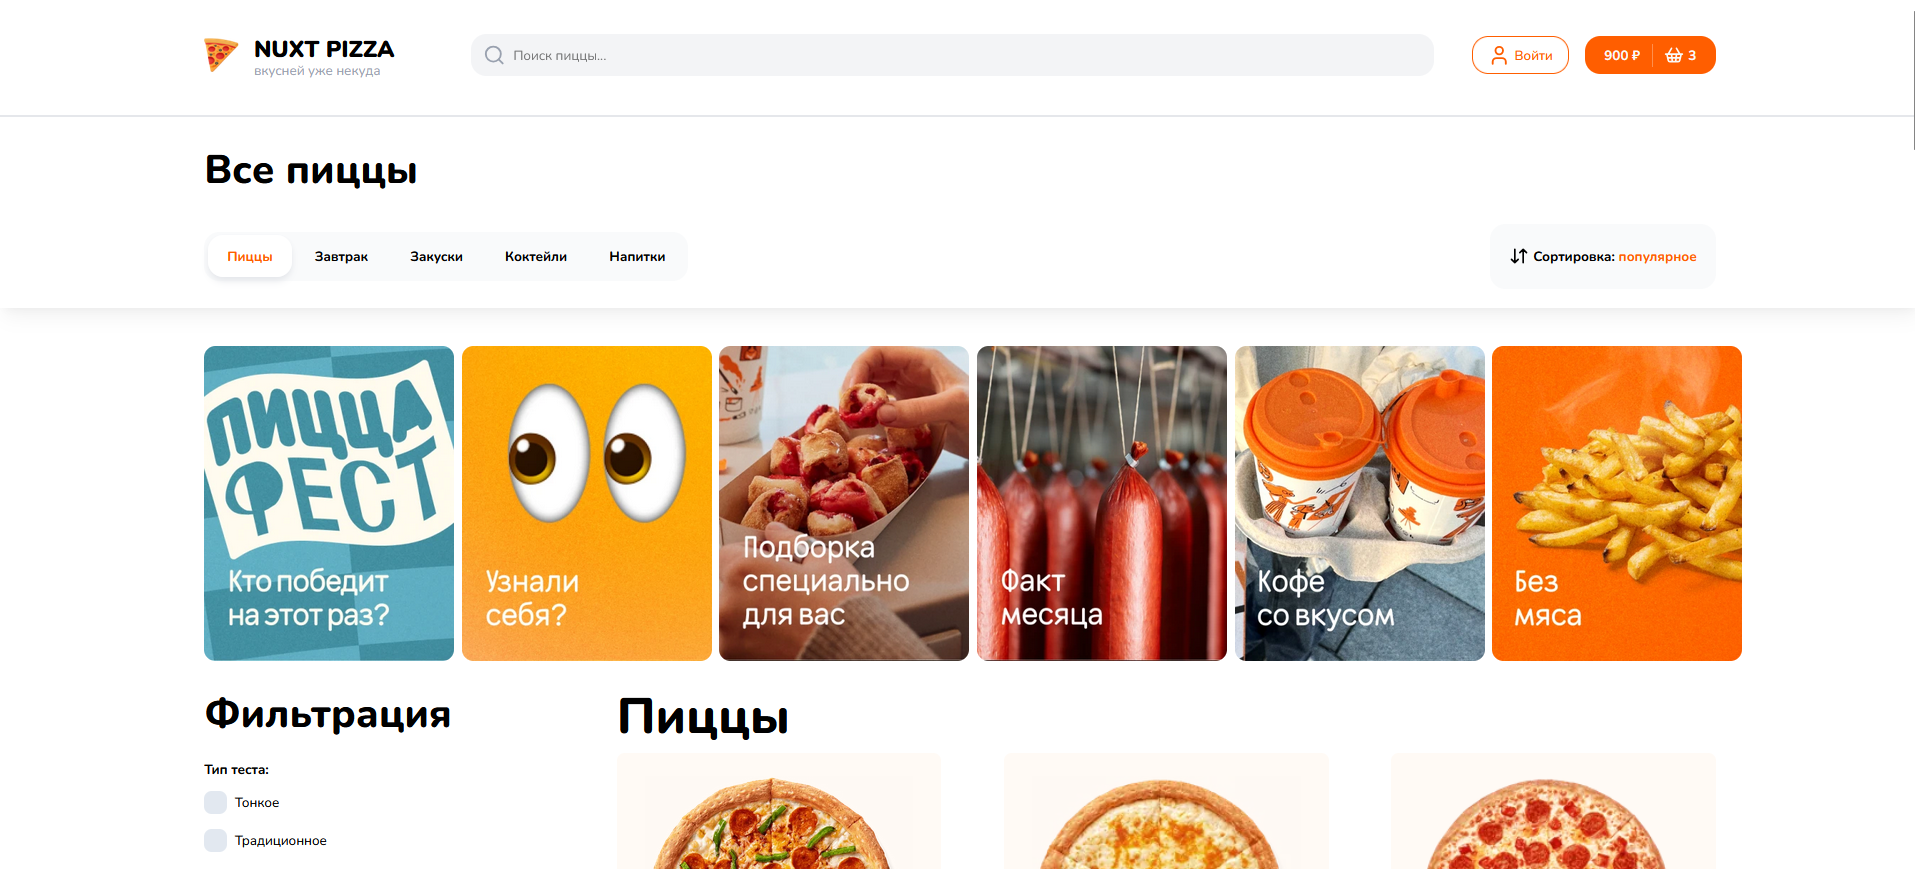 NUXT PIZZA
вкусней уже некуда
Поиск пиццы...
Войти
900 ₽
3
Все пиццы
Пиццы
Завтрак
Закуски
Коктейли
Напитки
Сортировка: популярное
ПИЦЦА
ФЕСТ
Кто победит
на этот раз?
Узнали
себя?
Подборка
специально
для вас
Факт
месяца
Кофе
со вкусом
Без
мяса
Фильтрация
Пиццы
Тип теста:
Тонкое
Традиционное